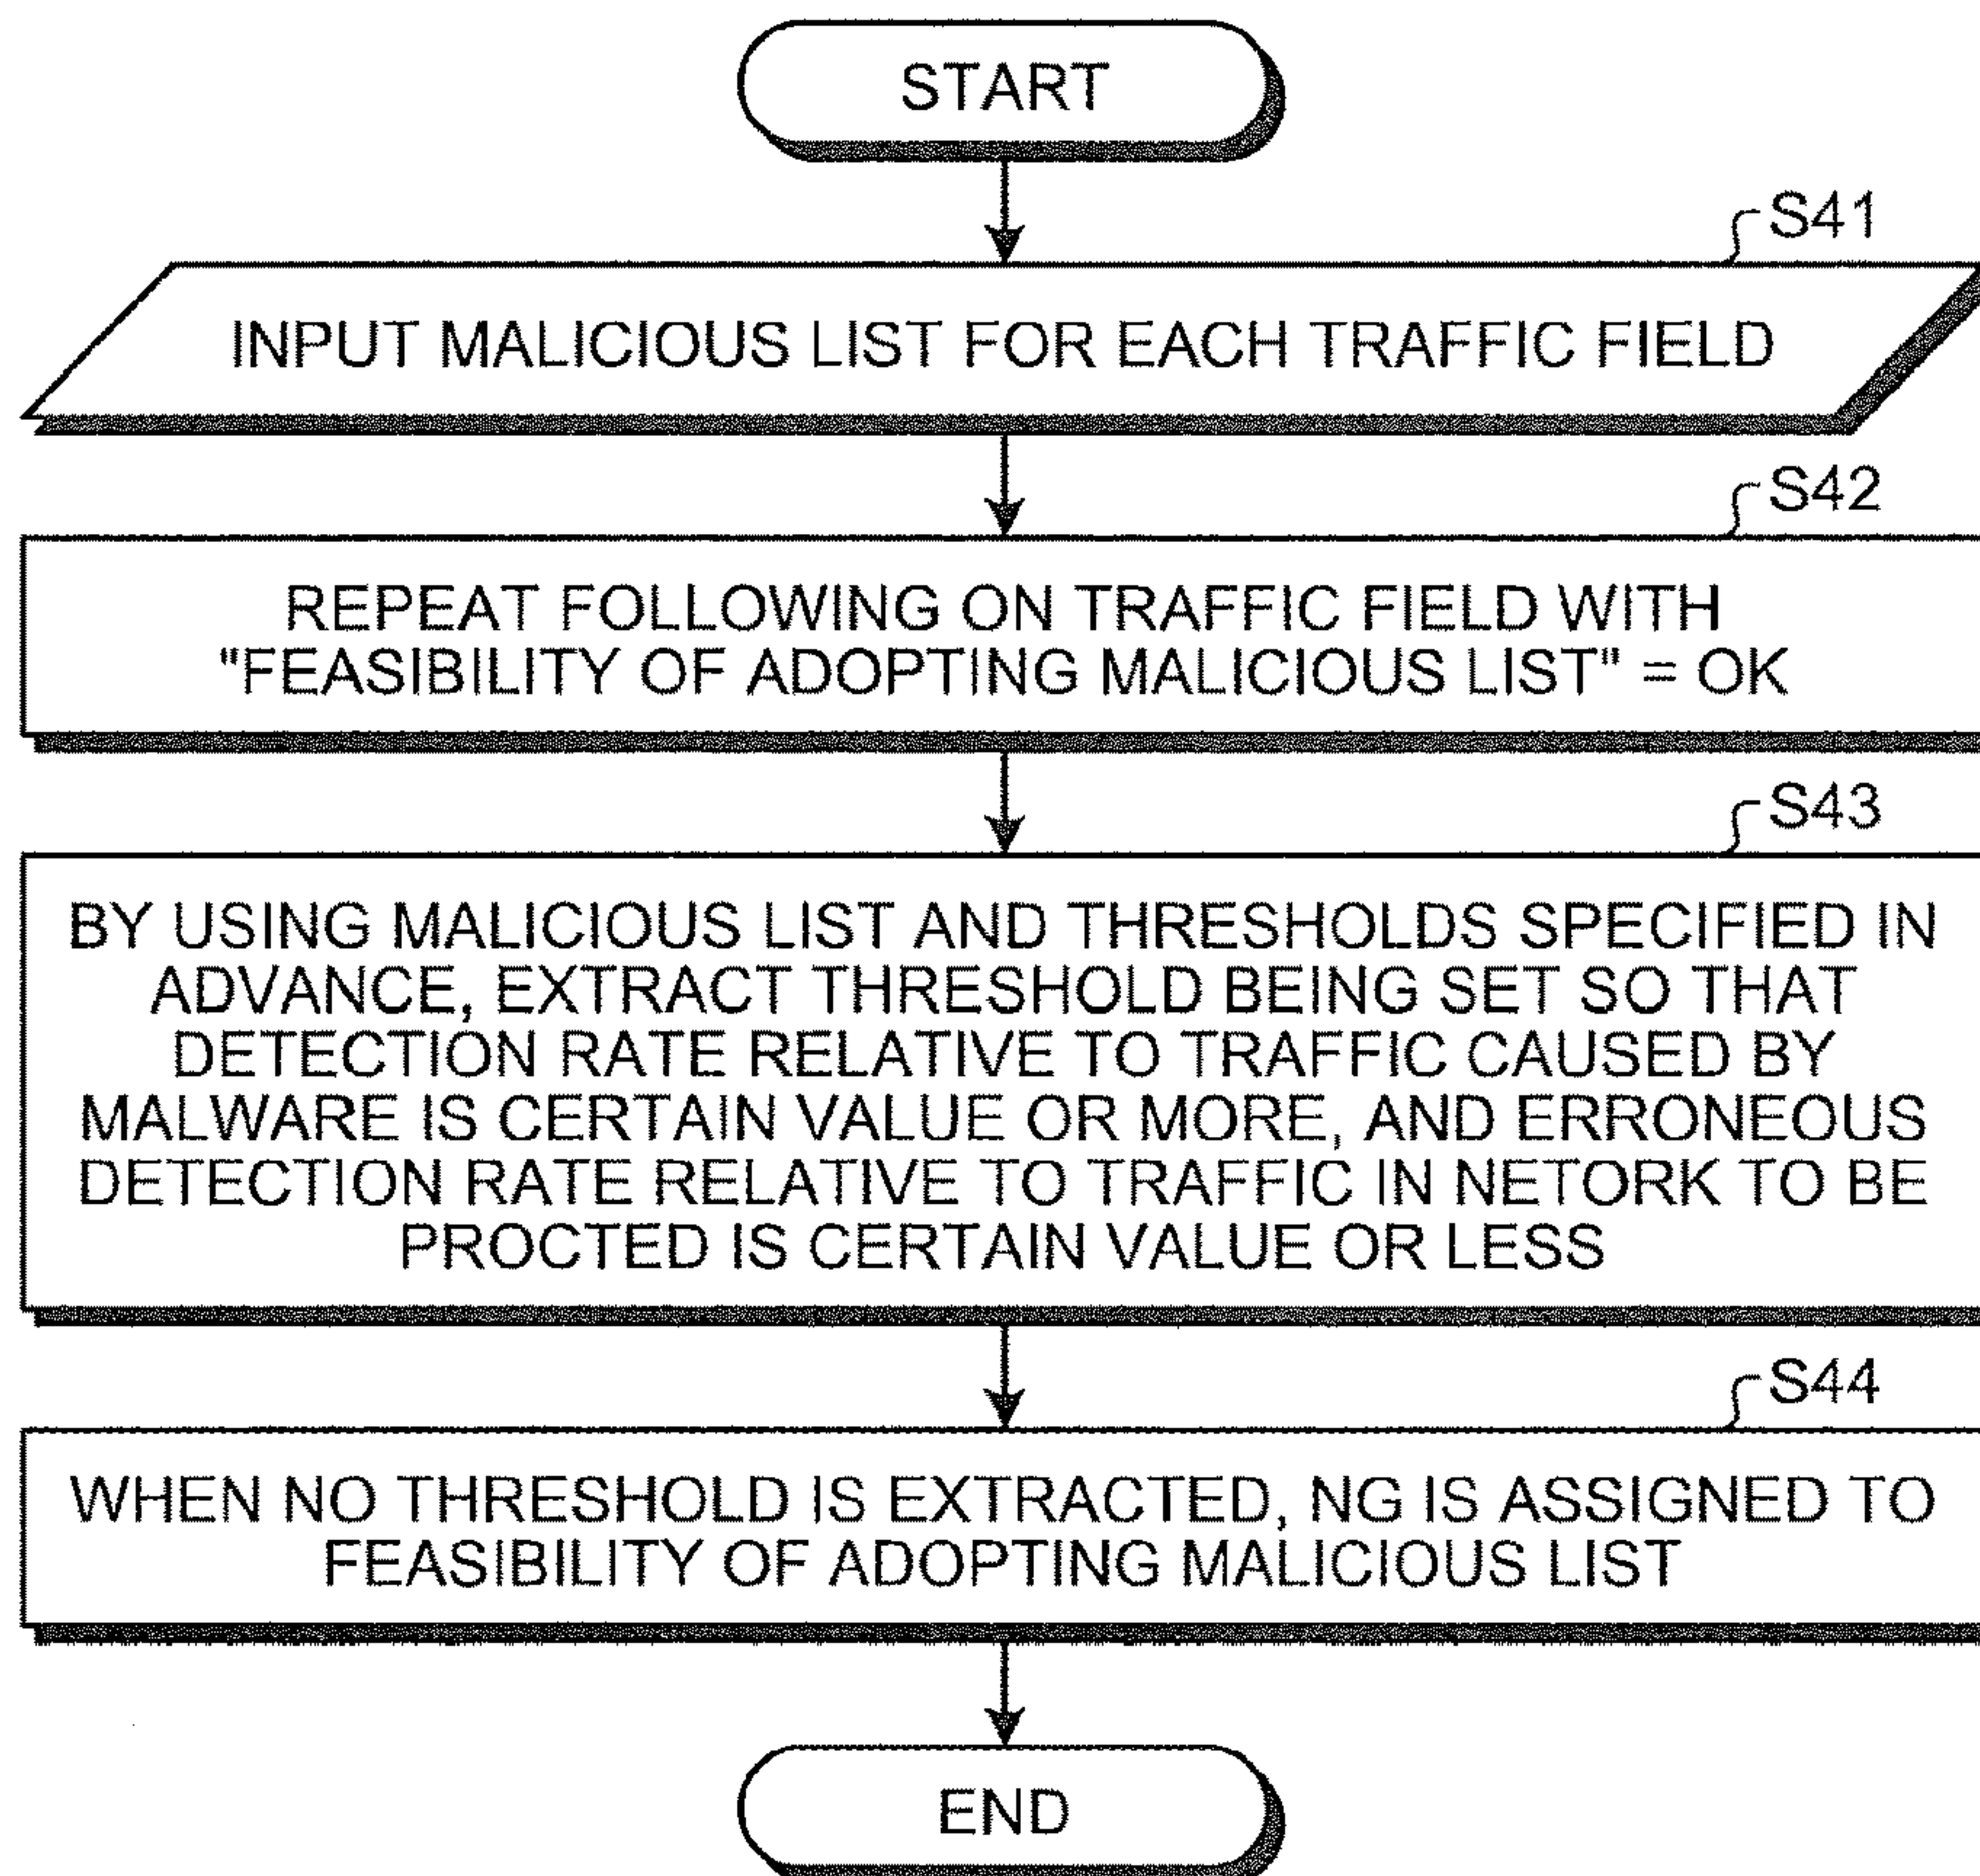 START
S41
INPUT MALICIOUS LIST FOR EACH TRAFFIC FIELD
S42
REPEAT FOLLOWING ON TRAFFIC FIELD WITH
"FEASIBILITY OF ADOPTING MALICIOUS LIST" = OK
S43
BY USING MALICIOUS LIST AND THRESHOLDS SPECIFIED IN
ADVANCE, EXTRACT THRESHOLD BEING SET SO THAT
DETECTION RATE RELATIVE TO TRAFFIC CAUSED BY
MALWARE IS CERTAIN VALUE OR MORE, AND ERRONEOUS
DETECTION RATE RELATIVE TO TRAFFIC IN NETORK TO BE
PROCTED IS CERTAIN VALUE OR LESS
S44
WHEN NO THRESHOLD IS EXTRACTED, NG IS ASSIGNED TO
FEASIBILITY OF ADOPTING MALICIOUS LIST
END